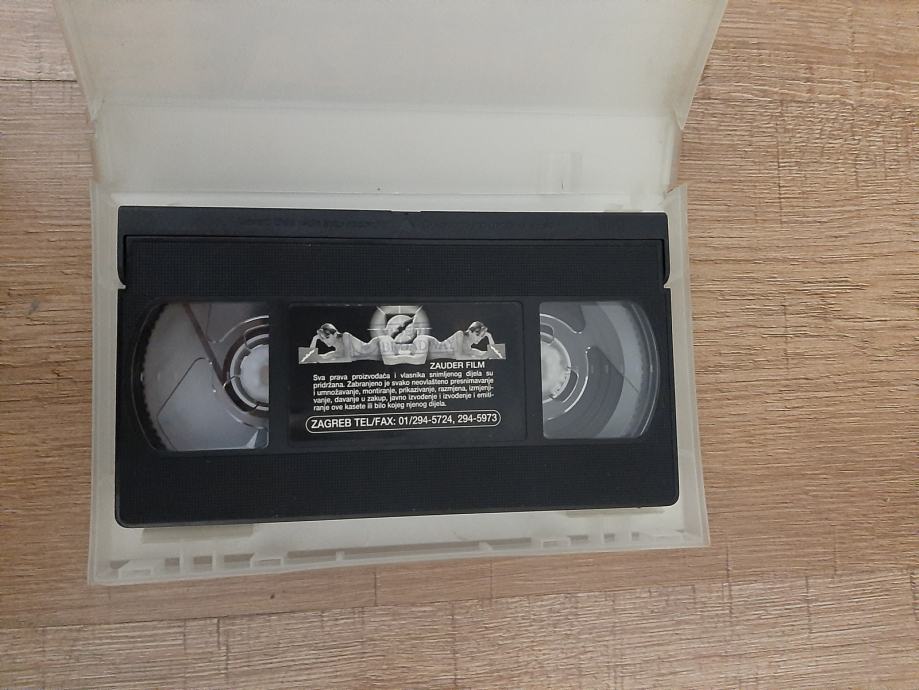 ZAUDER FILM
Sva prava proizvođača i vlasnika snimljenog dijela su
pridržana. Zabranjeno je svako neovlašteno presnimavanje
i umnožavanje, montiranje, prikazivanje, razmjena, izmjenji-
vanje, davanje u zakup, javno izvođenje i izvođenje i emiti-
ranje ove kasete ili bilo kojeg njenog dijela.
ZAGREB TEL/FAX: 01/294-5724, 294-5973